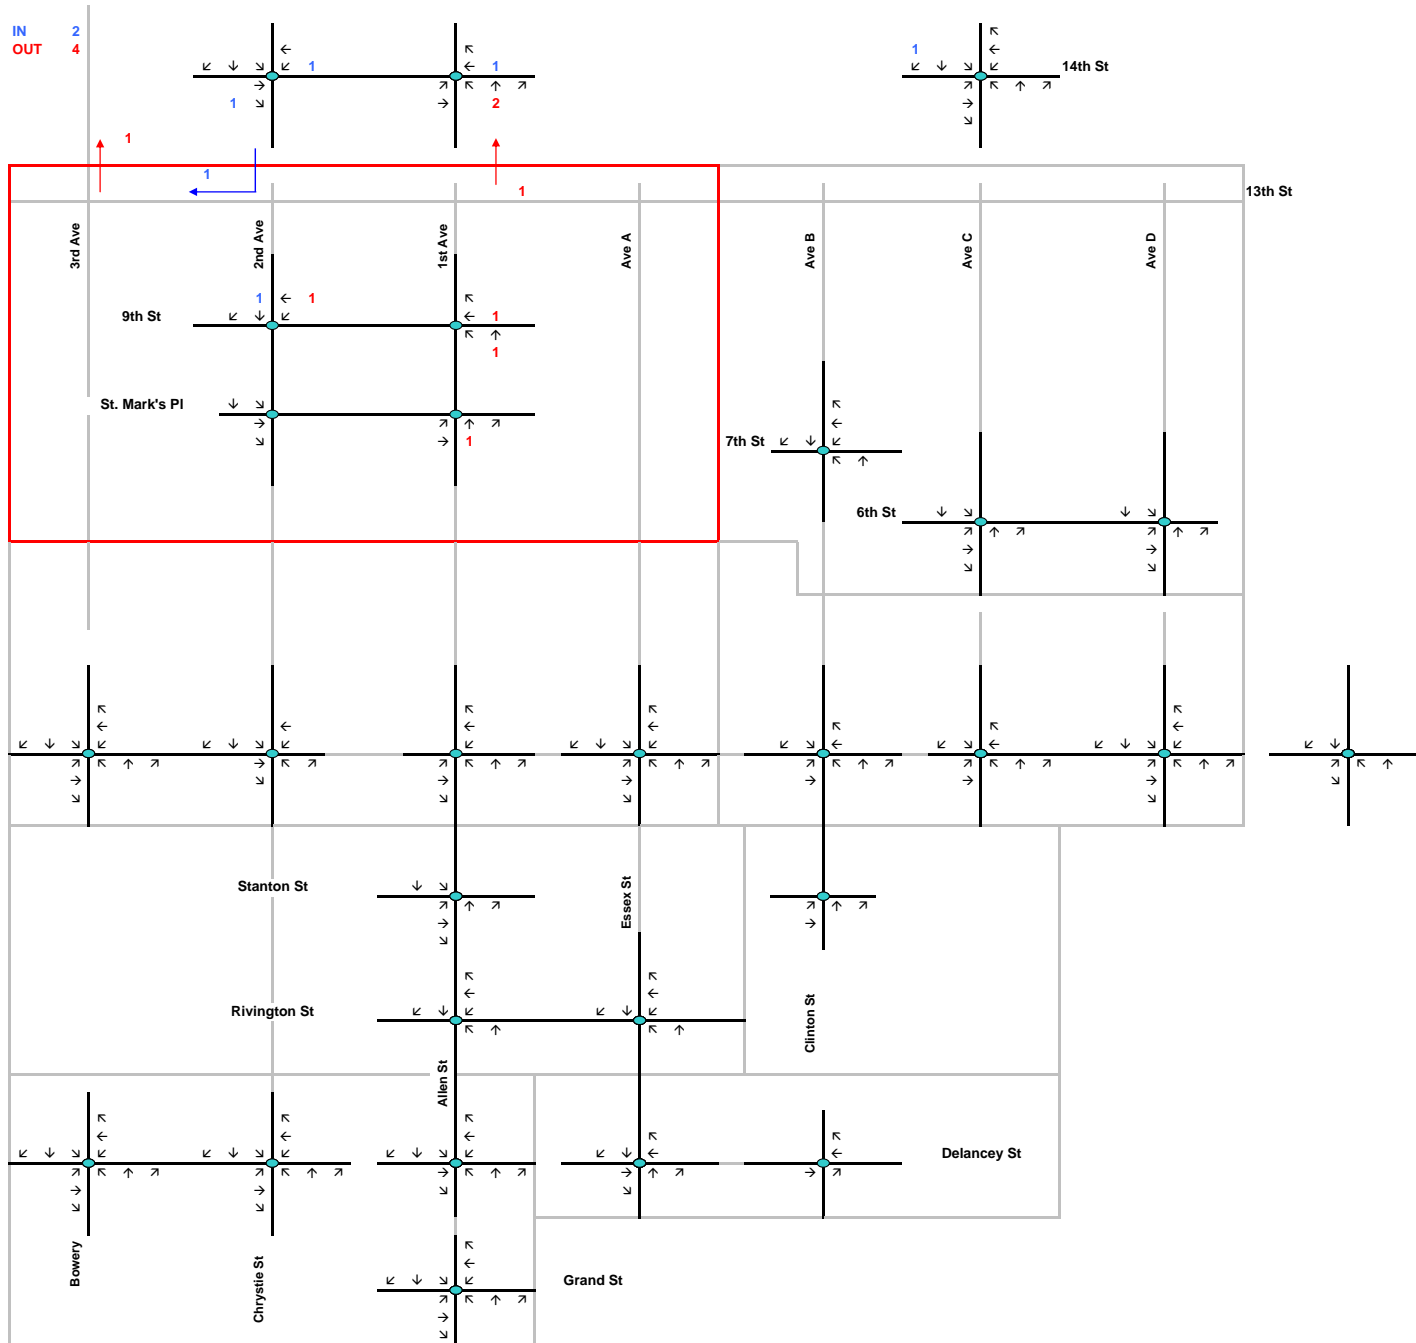 IN 2
OUT 4
1
1 1
14th St
1 2
1
1
1
13th St
3rd Ave
2nd Ave
1st Ave
Ave A
Ave B
Ave C
Ave D
1 1
9th St
1
1
St. Mark's Pl
1
7th St
6th St
Stanton St
Essex St
Rivington St
Clinton St
Allen St
Delancey St
Bowery
Chrystie St
Grand St